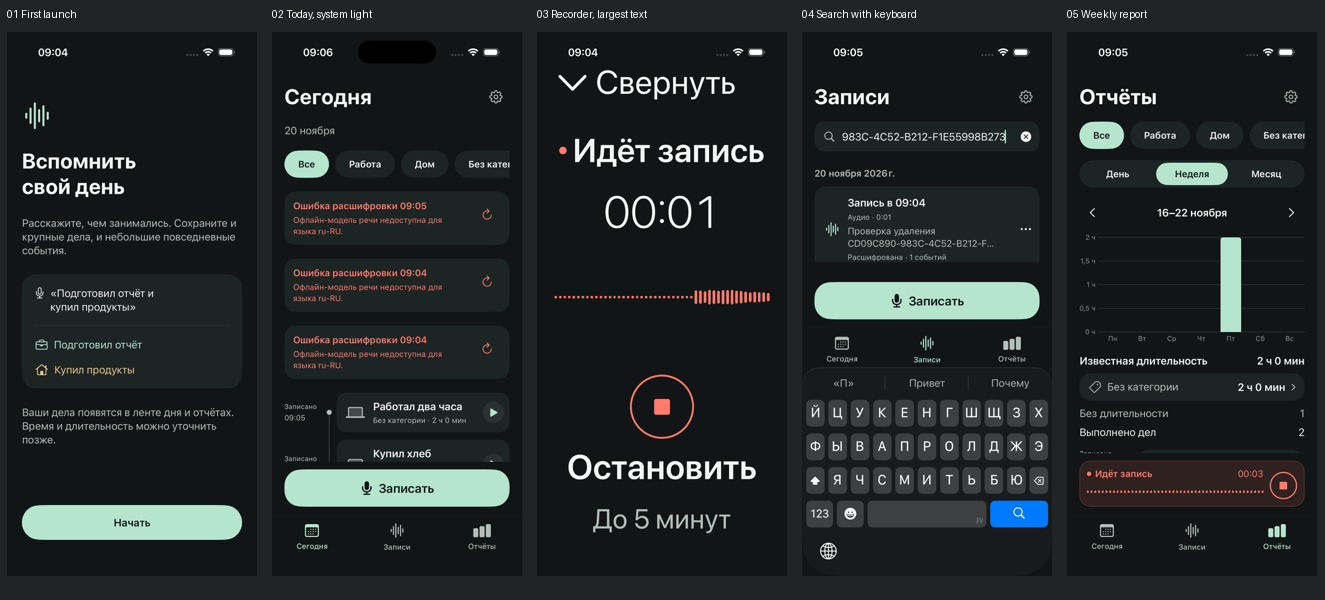 01 First launch
09:04
Вспомнить
свой день
Расскажите, чем занимались. Сохраните и
крупные дела, и небольшие повседневные
события.
«Подготовил отчёт и
купил продукты»
Подготовил отчёт
Купил продукты
Ваши дела появятся в ленте дня и отчётах.
Время и длительность можно уточнить
позже.
Начать
02 Today, system light
09:06
Сегодня
20 ноября
Все
Работа
Дом
Без катег
Ошибка расшифровки 09:05
Офлайн-модель речи недоступна для
языка ru-RU.
Ошибка расшифровки 09:04
Офлайн-модель речи недоступна для
языка ru-RU.
Ошибка расшифровки 09:04
Офлайн-модель речи недоступна для
языка ru-RU.
Записано
09:05
Работал два часа
Без категории · 2 ч 0 мин
Записано
Купил хлеб
Записать
Сегодня
Записи
Отчёты
03 Recorder, largest text
09:04
Свернуть
Идёт запись
00:01
Остановить
До 5 минут
04 Search with keyboard
09:05
Записи
983C-4C52-B212-F1E55998B273
20 ноября 2026 г.
Запись в 09:04
Аудио · 0:01
Проверка удаления
CD09C890-983C-4C52-B212-F...
Расшифрована · 1 событий
Записать
Сегодня
Записи
Отчёты
«П»
Привет
Почему
Й Ц У К Е Н Г Ш Щ З Х
Ф Ы В А П Р О Л Д Ж Э
Я Ч С М И Т Ь Б Ю
123
РУ
05 Weekly report
09:05
Отчёты
Все
Работа
Дом
Без катег
День
Неделя
Месяц
16–22 ноября
2 ч
1,5 ч
1 ч
0,5 ч
0 ч
Пн Вт Ср Чт Пт Сб Вс
Известная длительность 2 ч 0 мин
Без категории 2 ч 0 мин
Без длительности 1
Выполнено дел 2
Идёт запись 00:03
Сегодня
Записи
Отчёты